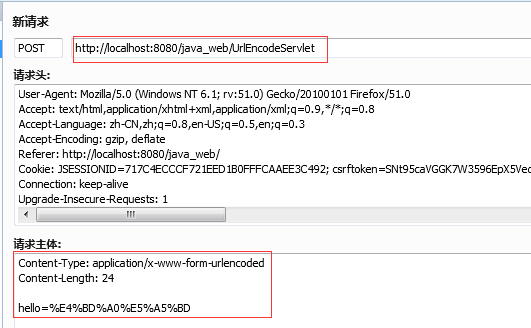 新请求
POST http://localhost:8080/java_web/UrlEncodeServlet
请求头:
User-Agent: Mozilla/5.0 (Windows NT 6.1; rv:51.0) Gecko/20100101 Firefox/51.0
Accept: text/html,application/xhtml+xml,application/xml;q=0.9,*/*;q=0.8
Accept-Language: zh-CN,zh;q=0.8,en-US;q=0.5,en;q=0.3
Accept-Encoding: gzip, deflate
Referer: http://localhost:8080/java_web/
Cookie: JSESSIONID=717C4ECCCF721EED1B0FFFCAAEE3C492; csrftoken=SNt95caVGGK7W3596EpX5Vec
Connection: keep-alive
Upgrade-Insecure-Requests: 1
请求主体:
Content-Type: application/x-www-form-urlencoded
Content-Length: 24
hello=%E4%BD%A0%E5%A5%BD